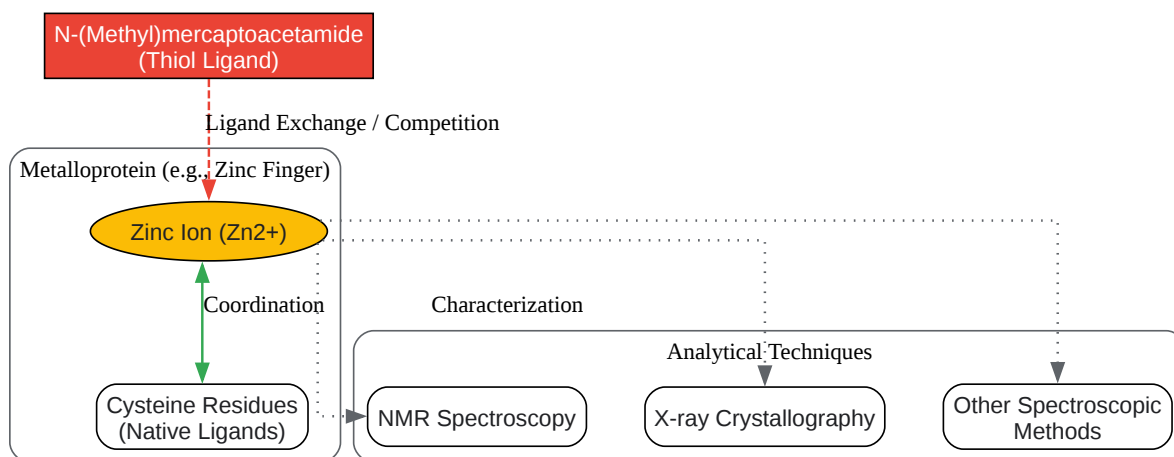 N-(Methyl)mercaptoacetamide
(Thiol Ligand)
Ligand Exchange / Competition
Metalloprotein (e.g., Zinc Finger)
Zinc Ion (Zn2+)
Coordination
Characterization
Analytical Techniques
Cysteine Residues
(Native Ligands)
NMR Spectroscopy
X-ray Crystallography
Other Spectroscopic
Methods